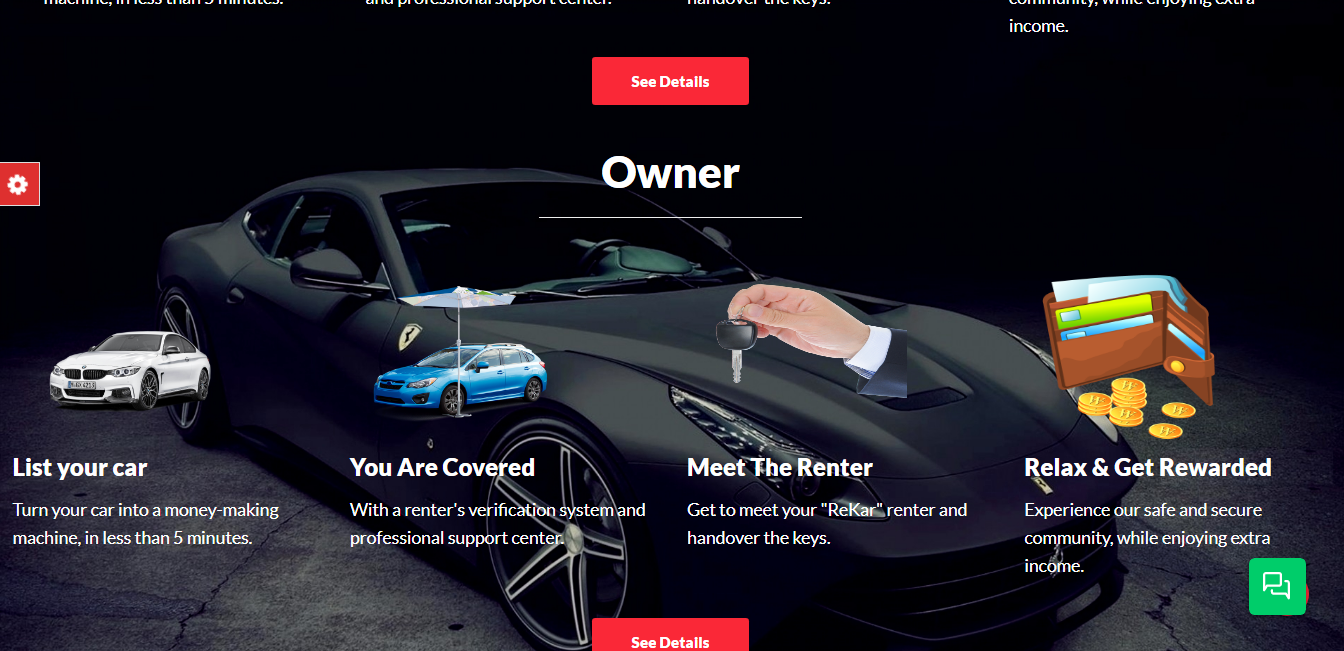 machine, in less than 5 minutes.
and professional support center.
handover the keys.
community, while enjoying extra
income.
See Details
Owner
List your car
Turn your car into a money-making
machine, in less than 5 minutes.
You Are Covered
With a renter's verification system and
professional support center.
Meet The Renter
Get to meet your "ReKar" renter and
handover the keys.
Relax & Get Rewarded
Experience our safe and secure
community, while enjoying extra
income.
See Details